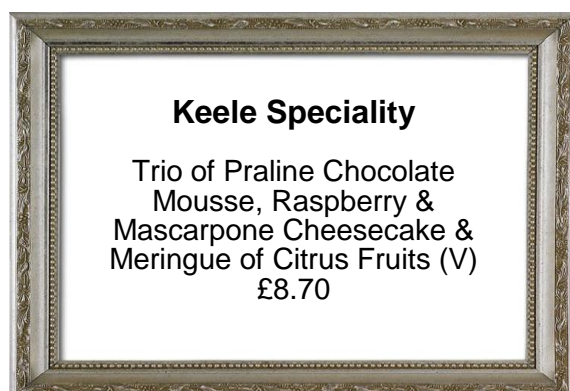 Keele Speciality
Trio of Praline Chocolate
Mousse, Raspberry &
Mascarpone Cheesecake &
Meringue of Citrus Fruits (V)
£8.70